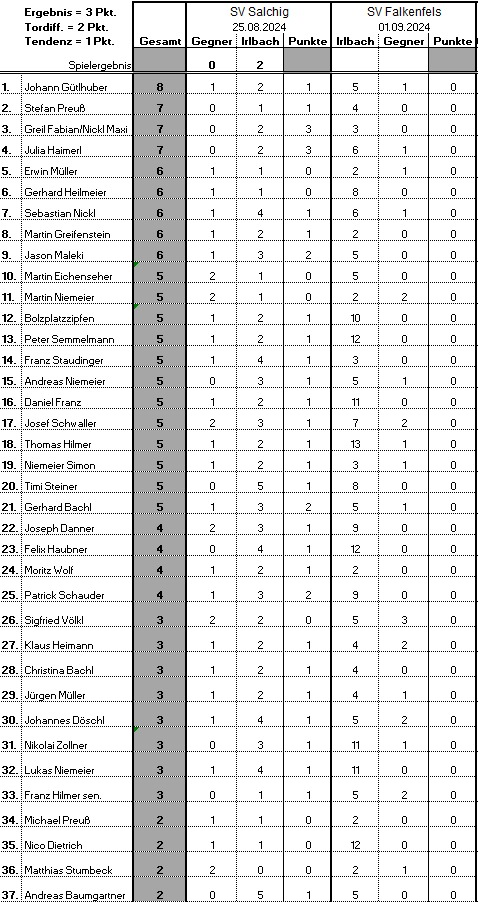 Ergebnis = 3 Pkt. SV Salchig SV Falkenfels
Tordiff. = 2 Pkt. 25.08.2024 01.09.2024
Tendenz = 1 Pkt. Gesamt Gegner Irlbach Punkte Irlbach Gegner Punkte
Spielergebnis 0 2
1. Johann Gütlhuber 8 1 2 1 5 1 0
2. Stefan Preuß 7 0 1 1 4 0 0
3. Greil Fabian/Nickl Maxi 7 0 2 3 3 0 0
4. Julia Haimerl 7 0 2 3 6 1 0
5. Erwin Müller 6 1 1 0 2 1 0
6. Gerhard Heilmeier 6 1 1 0 8 0 0
7. Sebastian Nickl 6 1 4 1 6 1 0
8. Martin Greifenstein 6 1 2 1 2 0 0
9. Jason Maleki 6 1 3 2 5 0 0
10. Martin Eichenseher 5 2 1 0 5 0 0
11. Martin Niemeier 5 2 1 0 2 2 0
12. Bolzplatzzipfen 5 1 2 1 10 0 0
13. Peter Semmelmann 5 1 2 1 12 0 0
14. Franz Staudinger 5 1 4 1 3 0 0
15. Andreas Niemeier 5 0 3 1 5 1 0
16. Daniel Franz 5 1 2 1 11 0 0
17. Josef Schwaller 5 2 3 1 7 2 0
18. Thomas Hilmer 5 1 2 1 13 1 0
19. Niemeier Simon 5 1 2 1 3 1 0
20. Timi Steiner 5 0 5 1 8 0 0
21. Gerhard Bachl 5 1 3 2 5 1 0
22. Joseph Danner 4 2 3 1 9 0 0
23. Felix Haubner 4 0 4 1 12 0 0
24. Moritz Wolf 4 1 2 1 2 0 0
25. Patrick Schauder 4 1 3 2 9 0 0
26. Sigfried Völkl 3 2 2 0 5 3 0
27. Klaus Heimann 3 1 2 1 4 2 0
28. Christina Bachl 3 1 2 1 4 0 0
29. Jürgen Müller 3 1 2 1 4 1 0
30. Johannes Döschl 3 1 4 1 5 2 0
31. Nikolai Zollner 3 0 3 1 11 1 0
32. Lukas Niemeier 3 1 4 1 11 0 0
33. Franz Hilmer sen. 3 0 1 1 5 2 0
34. Michael Preuß 2 1 1 0 2 0 0
35. Nico Dietrich 2 1 1 0 12 0 0
36. Matthias Stumbeck 2 2 0 0 2 1 0
37. Andreas Baumgartner 2 0 5 1 5 0 0